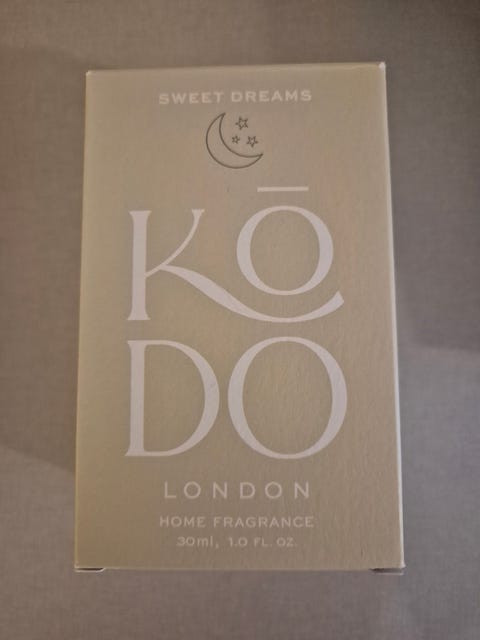 SWEET DREAMS
KŌ
DO
LONDON
HOME FRAGRANCE
30ml, 1.0 FL. OZ.